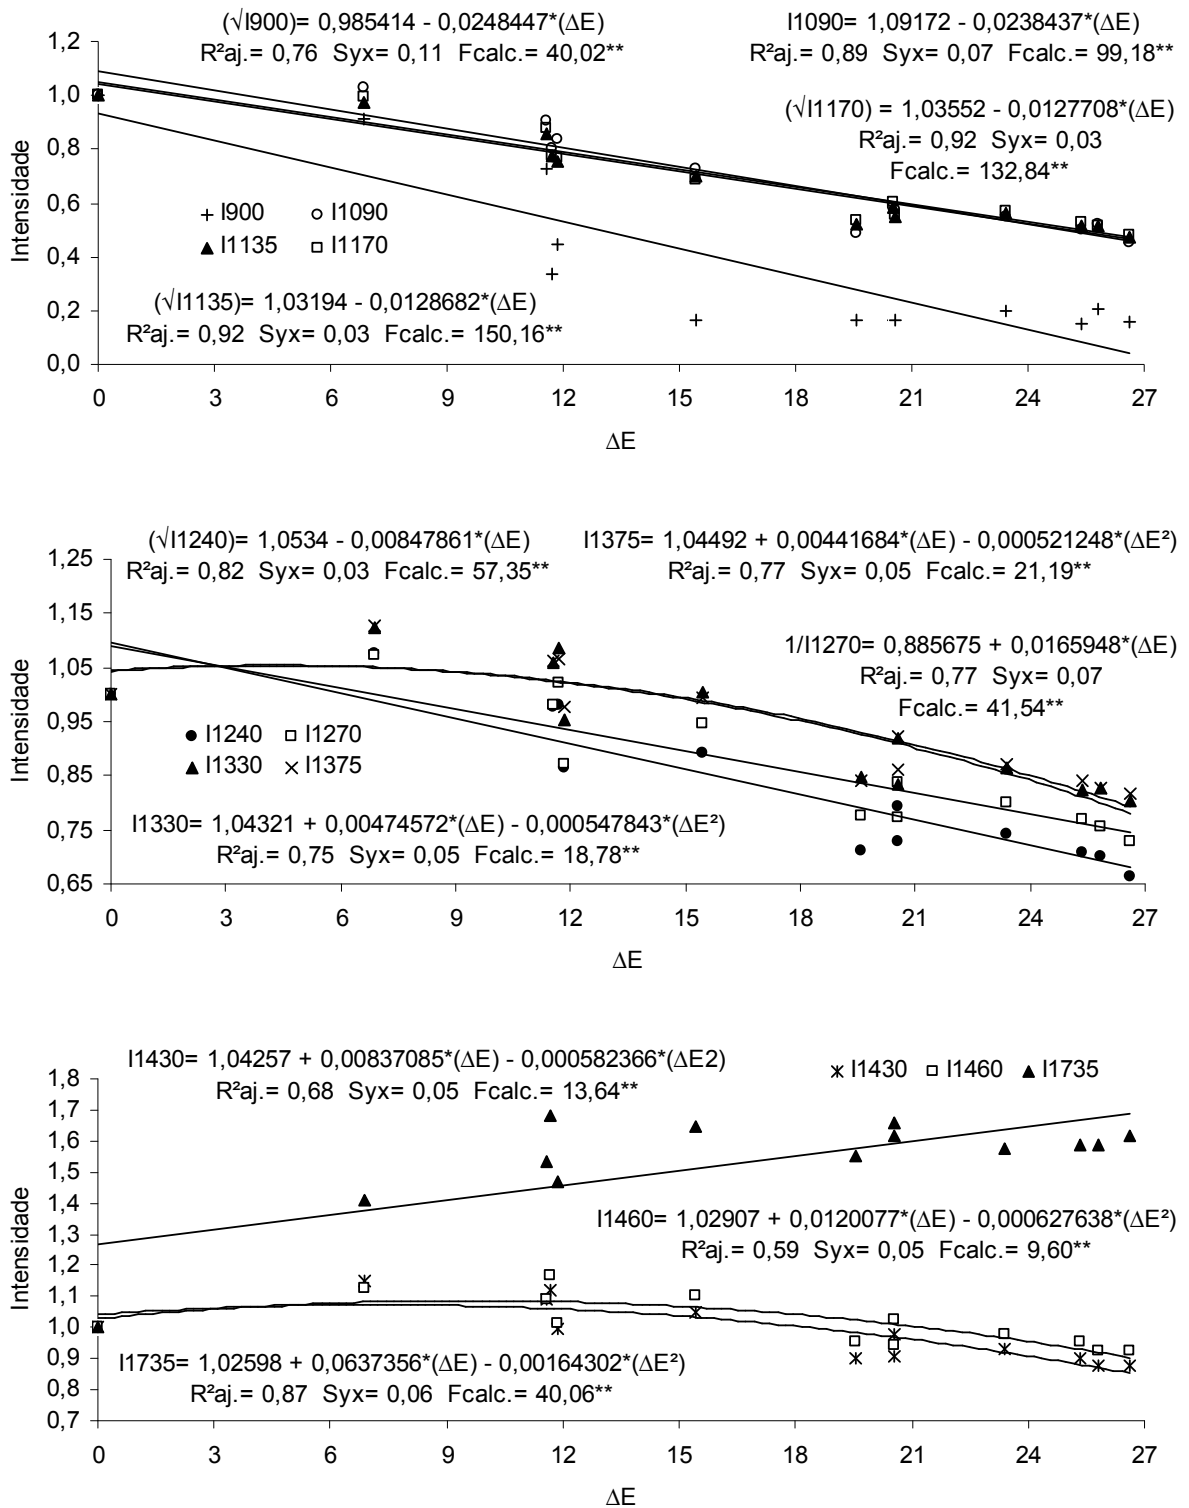 (√I900)= 0,985414 - 0,0248447*(ΔE)
R²aj.= 0,76 Syx= 0,11 Fcalc.= 40,02**
I1090= 1,09172 - 0,0238437*(ΔE)
R²aj.= 0,89 Syx= 0,07 Fcalc.= 99,18**
(√I1170) = 1,03552 - 0,0127708*(ΔE)
R²aj.= 0,92 Syx= 0,03
Fcalc.= 132,84**
I900 I1090
I1135 I1170
(√I1135)= 1,03194 - 0,0128682*(ΔE)
R²aj.= 0,92 Syx= 0,03 Fcalc.= 150,16**
Intensidade
1,2
1,0
0,8
0,6
0,4
0,2
0,0
0 3 6 9 12 15 18 21 24 27
ΔE
(√I1240)= 1,0534 - 0,00847861*(ΔE)
R²aj.= 0,82 Syx= 0,03 Fcalc.= 57,35**
I1375= 1,04492 + 0,00441684*(ΔE) - 0,000521248*(ΔE²)
R²aj.= 0,77 Syx= 0,05 Fcalc.= 21,19**
1/I1270= 0,885675 + 0,0165948*(ΔE)
R²aj.= 0,77 Syx= 0,07
Fcalc.= 41,54**
I1240 I1270
I1330 I1375
I1330= 1,04321 + 0,00474572*(ΔE) - 0,000547843*(ΔE²)
R²aj.= 0,75 Syx= 0,05 Fcalc.= 18,78**
Intensidade
1,25
1,15
1,05
0,95
0,85
0,75
0,65
0 3 6 9 12 15 18 21 24 27
ΔE
I1430= 1,04257 + 0,00837085*(ΔE) - 0,000582366*(ΔE2)
R²aj.= 0,68 Syx= 0,05 Fcalc.= 13,64**
I1430 I1460 I1735
I1460= 1,02907 + 0,0120077*(ΔE) - 0,000627638*(ΔE²)
R²aj.= 0,59 Syx= 0,05 Fcalc.= 9,60**
I1735= 1,02598 + 0,0637356*(ΔE) - 0,00164302*(ΔE²)
R²aj.= 0,87 Syx= 0,06 Fcalc.= 40,06**
Intensidade
1,8
1,7
1,6
1,5
1,4
1,3
1,2
1,1
1,0
0,9
0,8
0,7
0 3 6 9 12 15 18 21 24 27
ΔE